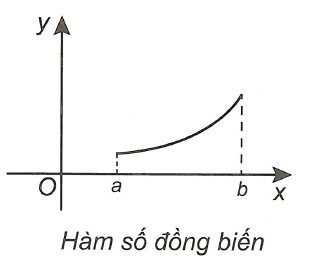 y
O a b x
Hàm số đồng biến